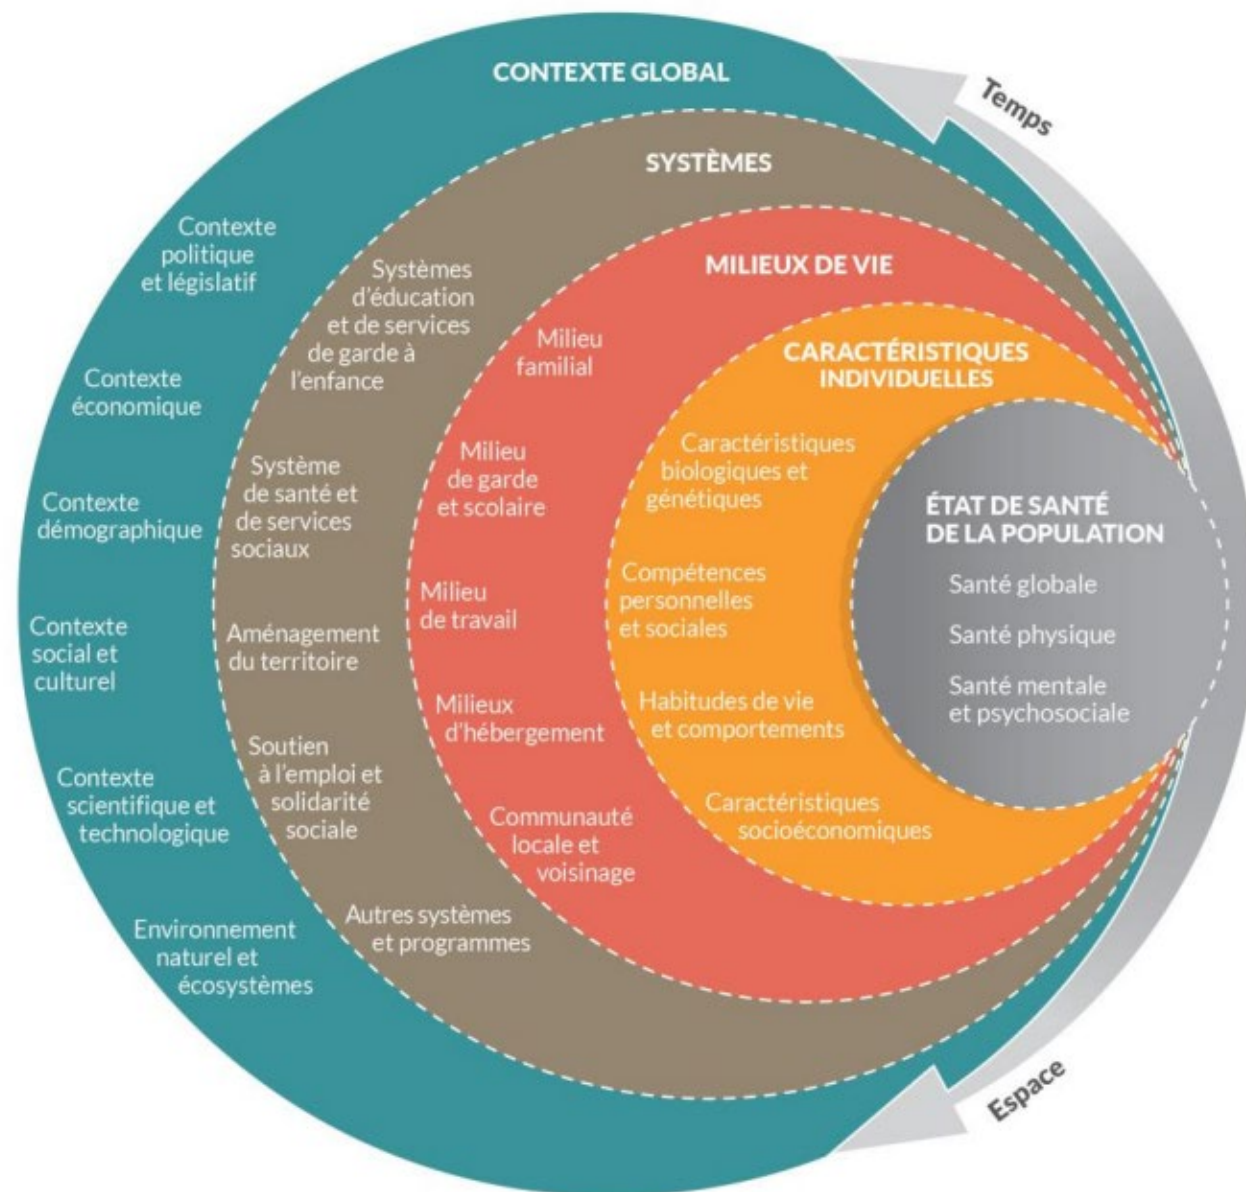 CONTEXTE GLOBAL
Temps
SYSTÈMES
MILIEUX DE VIE
CARACTÉRISTIQUES
INDIVIDUELLES
ÉTAT DE SANTÉ
DE LA POPULATION
Santé globale
Santé physique
Santé mentale
et psychosociale
Contexte
politique
et législatif
Contexte
économique
Contexte
démographique
Contexte
social et
culturel
Contexte
scientifique et
technologique
Environnement
naturel et
écosystèmes
Systèmes
d'éducation
et de services
de garde à
l'enfance
Système
de santé et
de services
sociaux
Aménagement
du territoire
Soutien
à l'emploi et
solidarité
sociale
Autres systèmes
et programmes
Milieu
familial
Milieu
de garde
et scolaire
Milieu
de travail
Milieux
d'hébergement
Communauté
locale et
voisinage
Caractéristiques
biologiques et
génétiques
Compétences
personnelles
et sociales
Habitudes de vie
et comportements
Caractéristiques
socioéconomiques
Espace